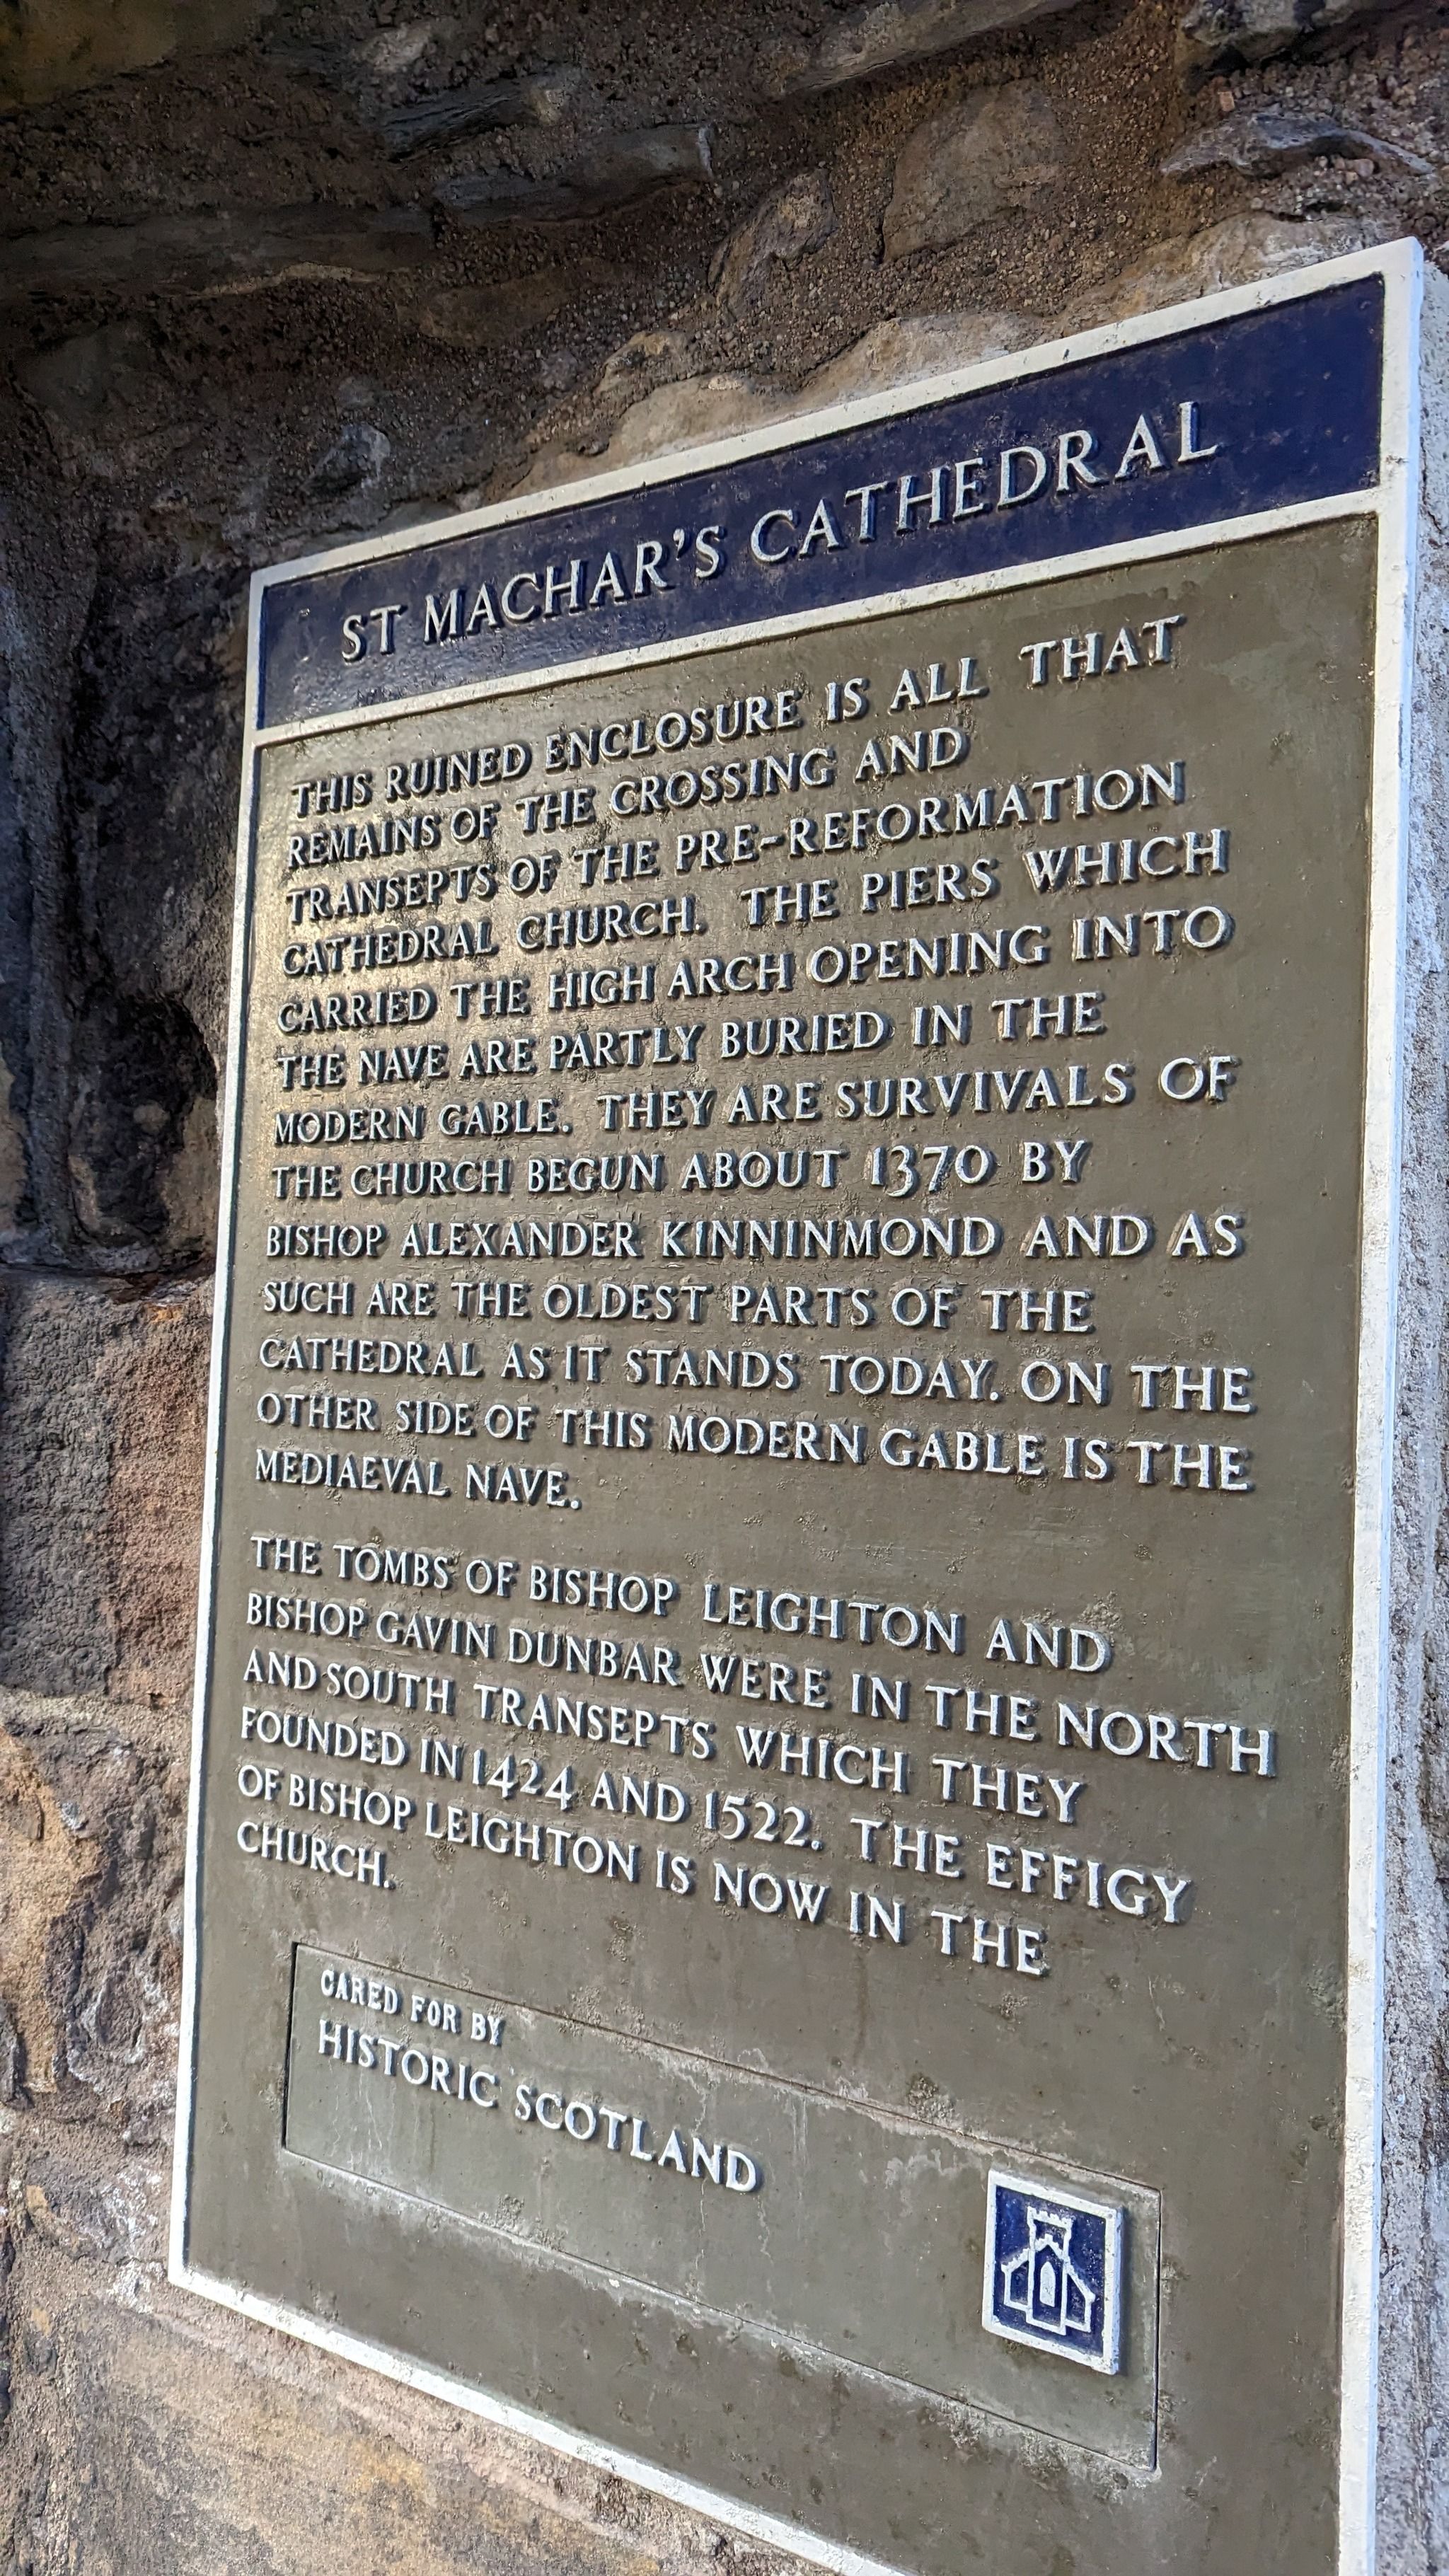 ST MACHAR'S CATHEDRAL
THIS RUINED ENCLOSURE IS ALL THAT
REMAINS OF THE CROSSING AND
TRANSEPTS OF THE PRE-REFORMATION
CATHEDRAL CHURCH. THE PIERS WHICH
CARRIED THE HIGH ARCH OPENING INTO
THE NAVE ARE PARTLY BURIED IN THE
MODERN GABLE. THEY ARE SURVIVALS OF
THE CHURCH BEGUN ABOUT 1370 BY
BISHOP ALEXANDER KINNINMOND AND AS
SUCH ARE THE OLDEST PARTS OF THE
CATHEDRAL AS IT STANDS TODAY. ON THE
OTHER SIDE OF THIS MODERN GABLE IS THE
MEDIAEVAL NAVE.
THE TOMBS OF BISHOP LEIGHTON AND
BISHOP GAVIN DUNBAR WERE IN THE NORTH
AND SOUTH TRANSEPTS WHICH THEY
FOUNDED IN 1424 AND 1522. THE EFFIGY
OF BISHOP LEIGHTON IS NOW IN THE
CHURCH.
CARED FOR BY
HISTORIC SCOTLAND